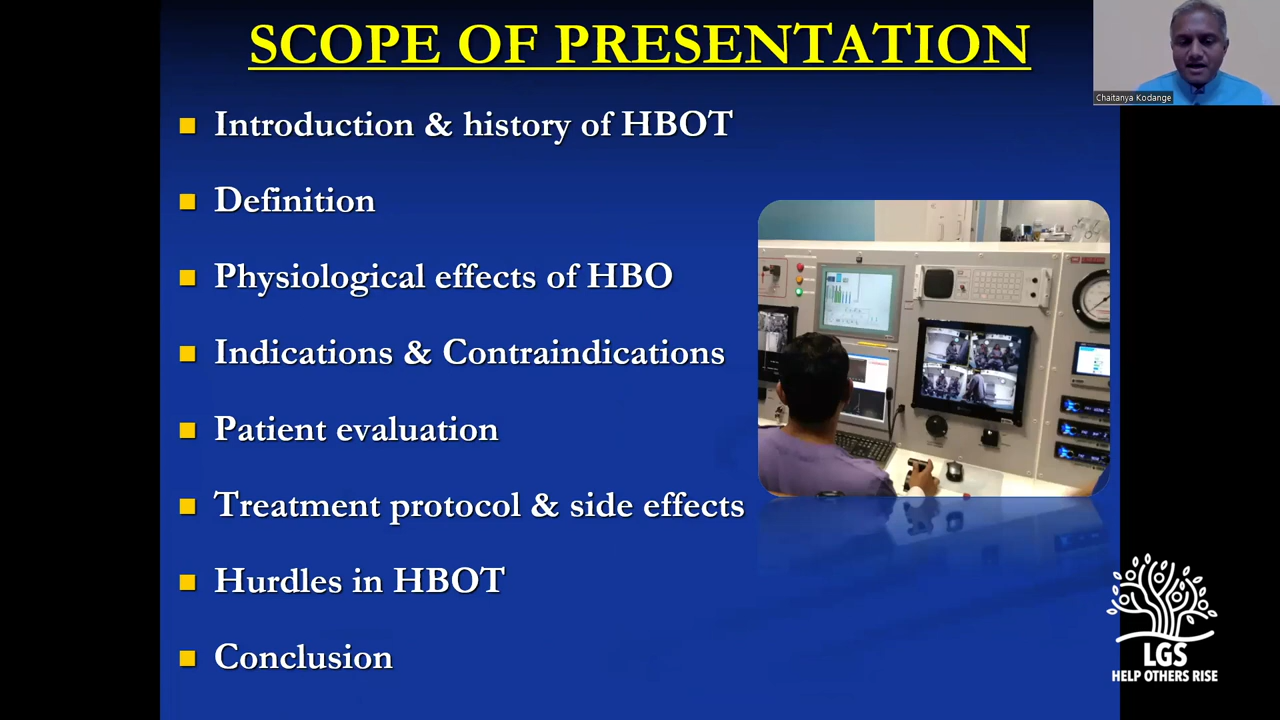 SCOPE OF PRESENTATION
Chaitanya Kodange
Introduction & history of HBOT
Definition
Physiological effects of HBO
Indications & Contraindications
Patient evaluation
Treatment protocol & side effects
Hurdles in HBOT
Conclusion
LGS
HELP OTHERS RISE